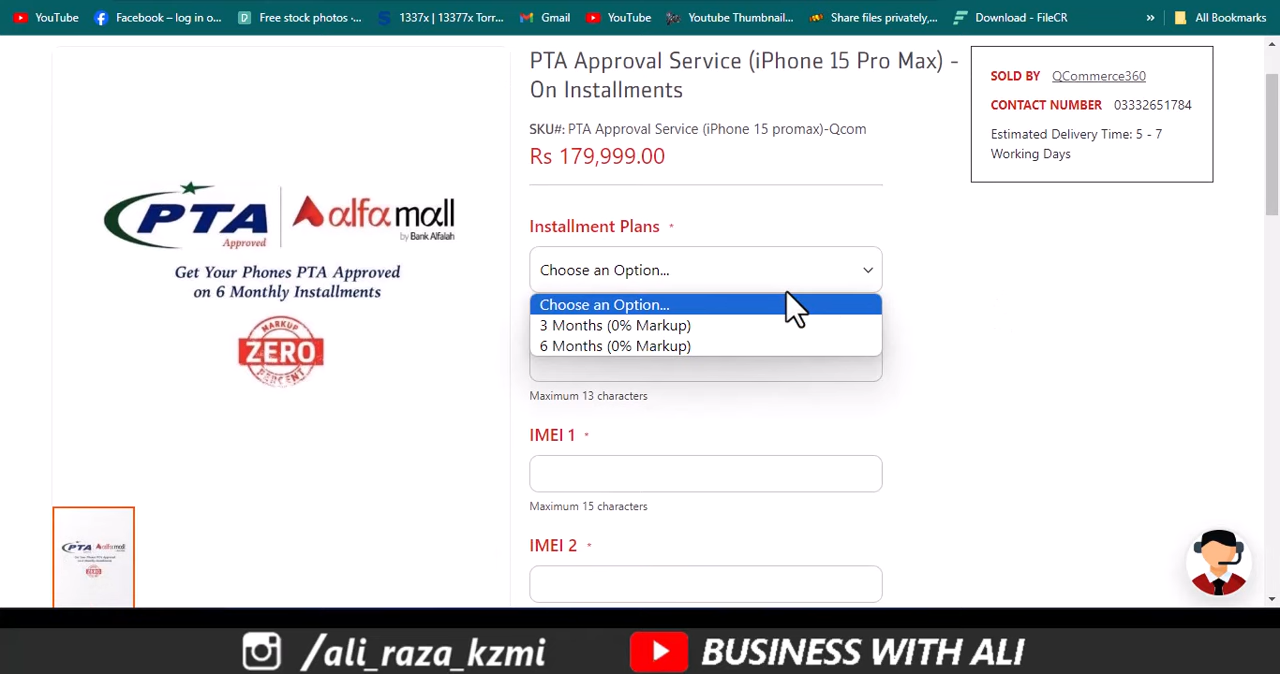 YouTube
Facebook – log in o...
Free stock photos ·...
1337x | 13377x Torr...
Gmail
YouTube
Youtube Thumbnail...
Share files privately,...
Download - FileCR
»
All Bookmarks
PTA Approval Service (iPhone 15 Pro Max) -
On Installments
SKU#: PTA Approval Service (iPhone 15 promax)-Qcom
Rs 179,999.00
SOLD BY QCommerce360
CONTACT NUMBER 03332651784
Estimated Delivery Time: 5 - 7
Working Days
PTA
Approved
alfa mall
by Bank Alfalah
Get Your Phones PTA Approved
on 6 Monthly Installments
MARKUP
ZERO
PERCENT
Installment Plans *
Choose an Option...
Choose an Option...
3 Months (0% Markup)
6 Months (0% Markup)
Maximum 13 characters
IMEI 1 *
Maximum 15 characters
IMEI 2 *
/ali_raza_kzmi
BUSINESS WITH ALI